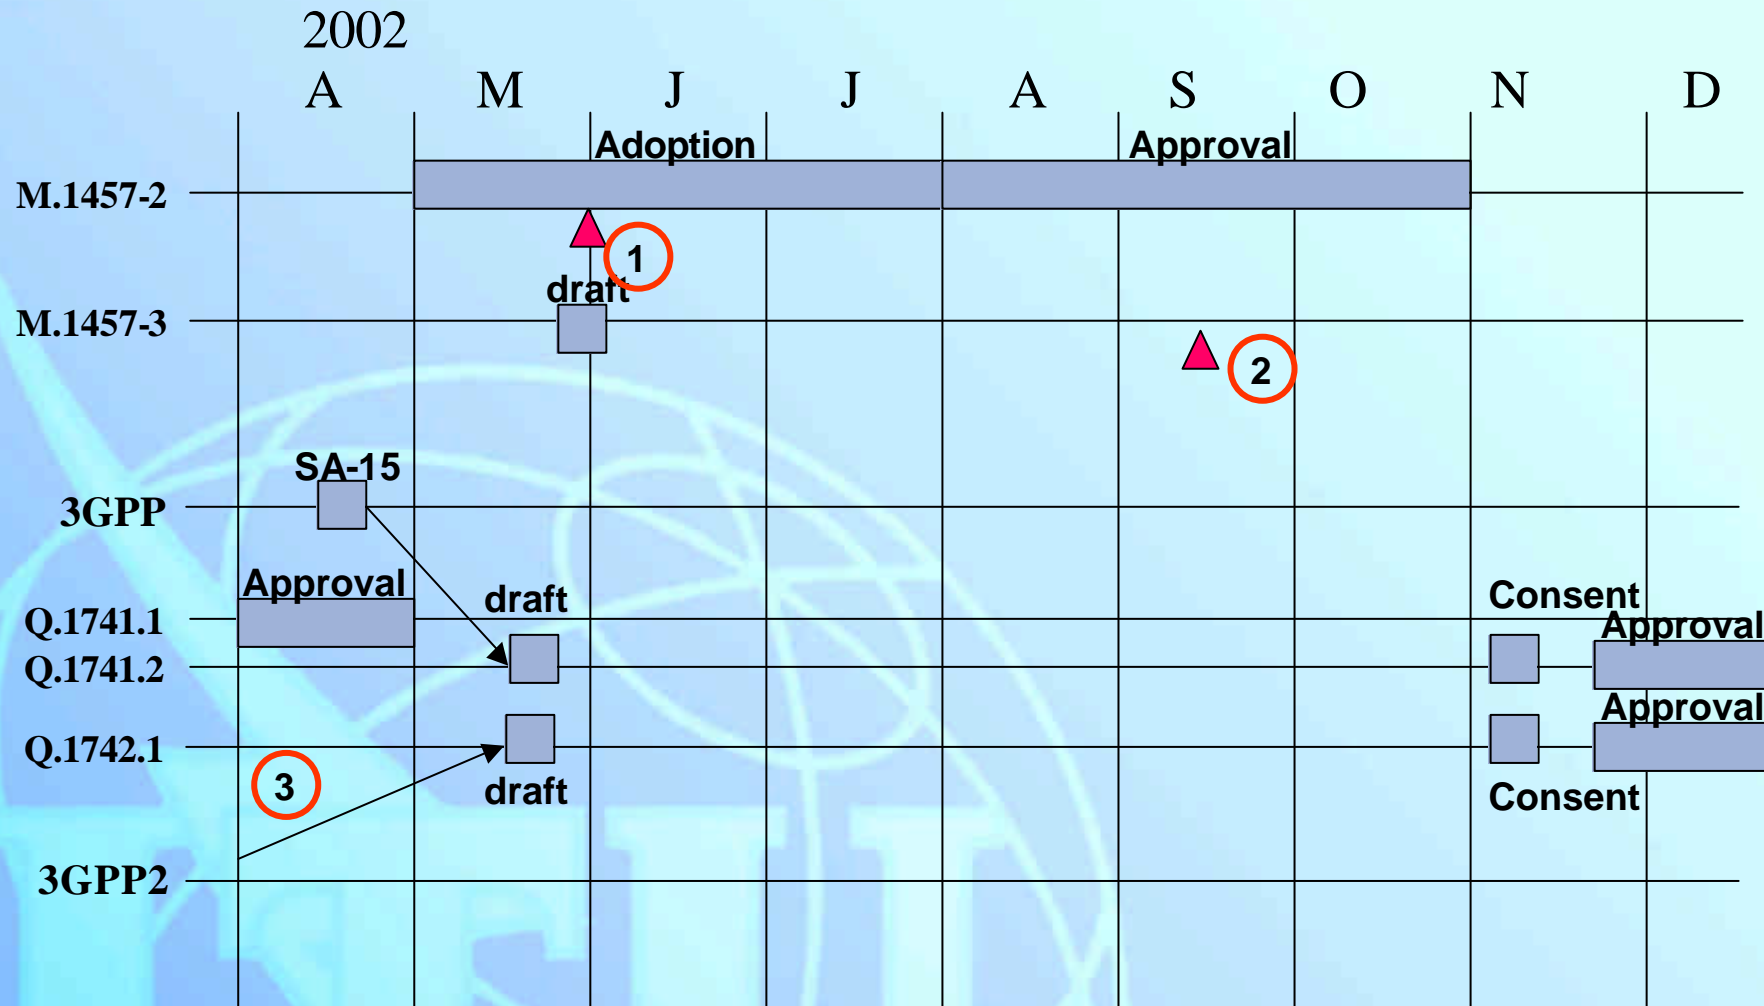 2002
A M J J A S O N D
Adoption Approval
M.1457-2
1
draft
M.1457-3
2
SA-15
3GPP
Approval draft Consent
Q.1741.1
Approval
Q.1741.2
Approval
Q.1742.1
3 draft Consent
3GPP2
ITU